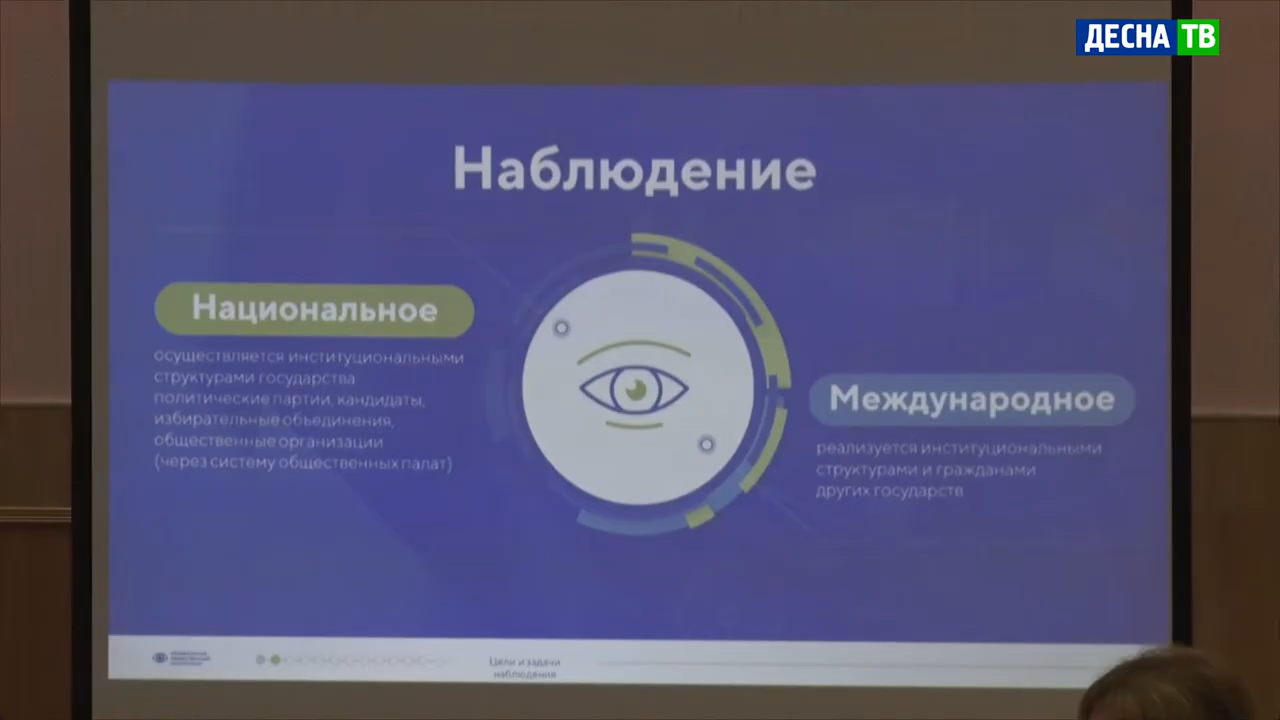 ДЕСНА ТВ
Наблюдение
Национальное
осуществляется институциональными
структурами государства
политические партии, кандидаты,
избирательные объединения,
общественные организации
(через систему общественных палат)
Международное
реализуется институциональными
структурами и гражданами
других государств
Цели и задачи
наблюдения